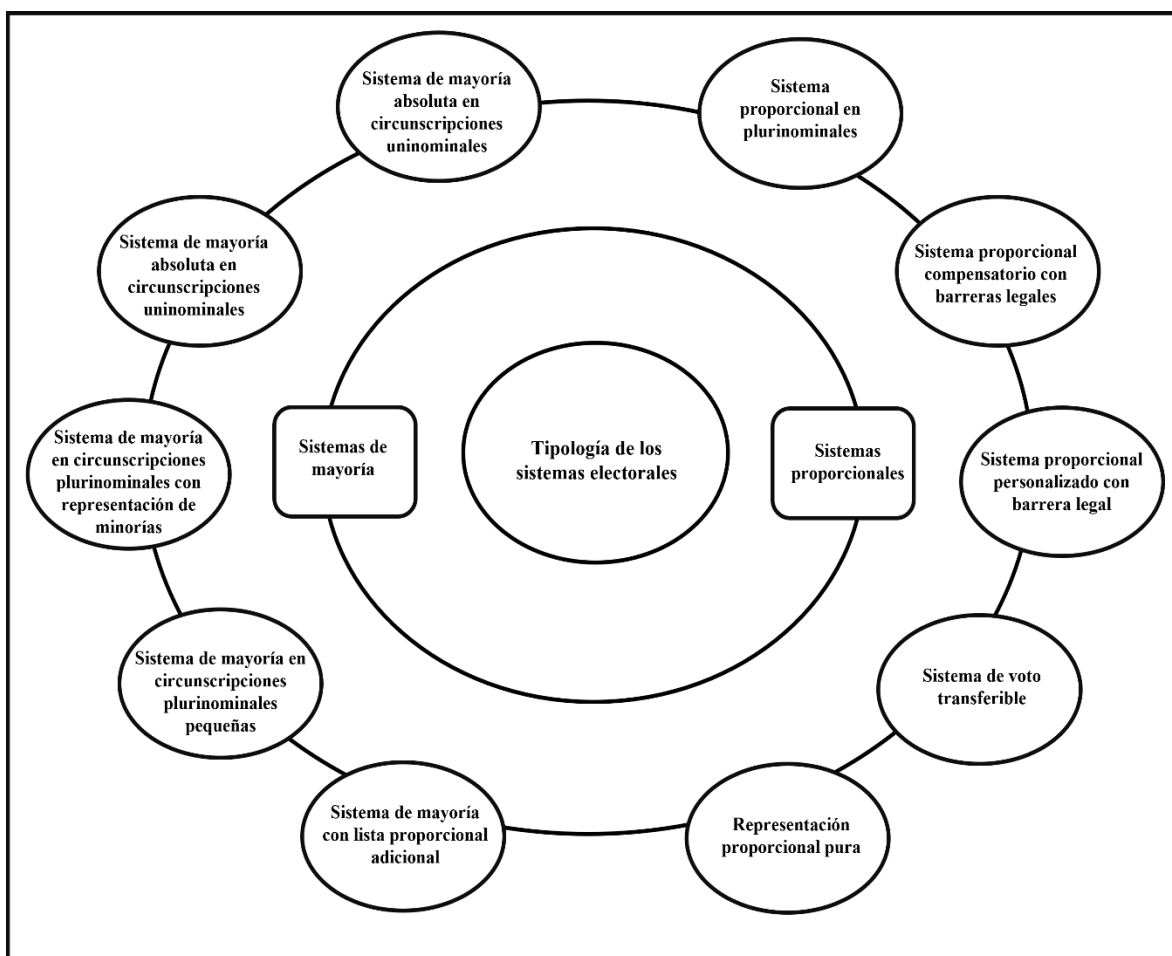 Sistema de mayoría
absoluta en
circunscripciones
uninominales
Sistema
proporcional en
plurinominales
Sistema de mayoría
absoluta en
circunscripciones
uninominales
Sistema proporcional
compensatorio con
barreras legales
Sistema de mayoría
en circunscripciones
plurinominales con
representación de
minorías
Sistemas de
mayoría
Tipología de los
sistemas electorales
Sistemas
proporcionales
Sistema proporcional
personalizado con
barrera legal
Sistema de mayoría en
circunscripciones
plurinominales
pequeñas
Sistema de voto
transferible
Sistema de mayoría
con lista proporcional
adicional
Representación
proporcional pura